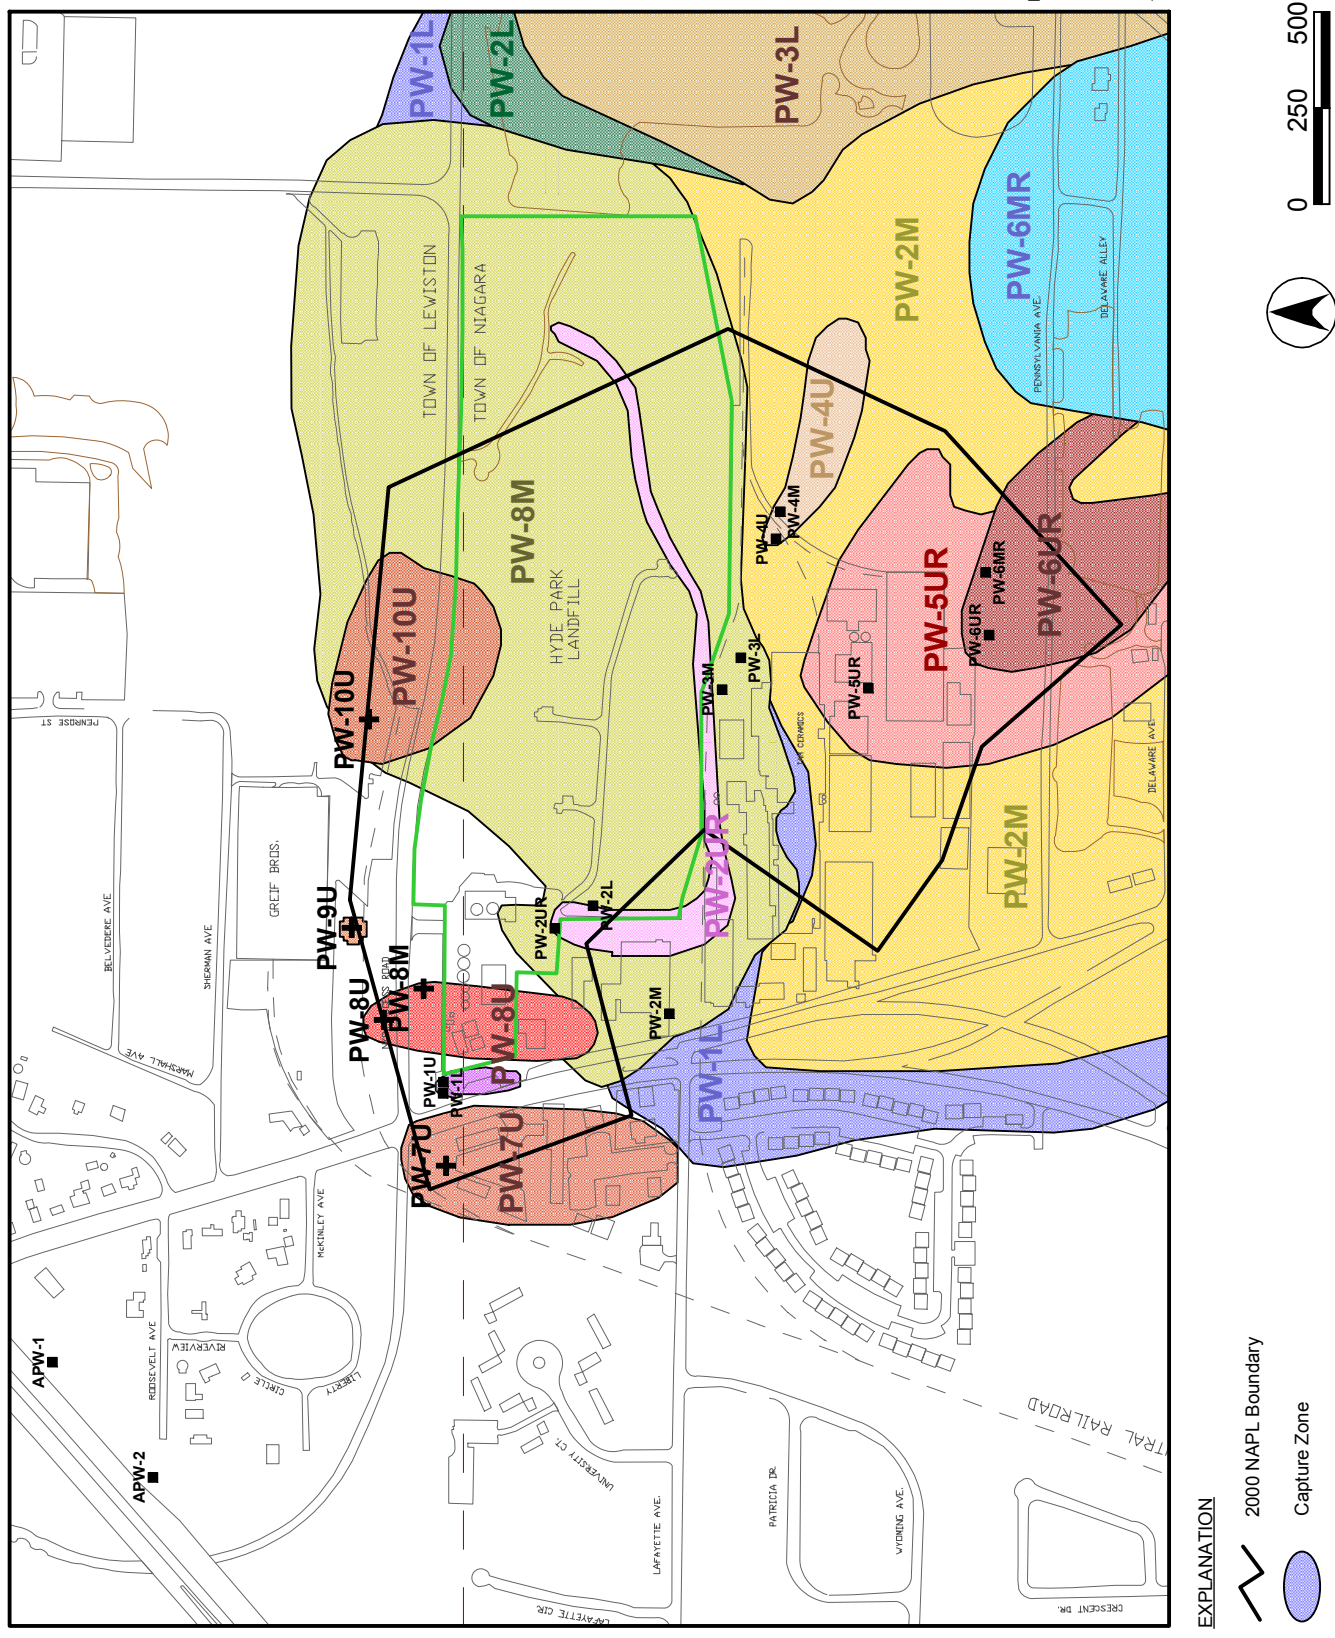 APW-1
APW-2
ROOSEVELT AVE
RIVERVIEW
CIRCLE
LIBERTY
McKINLEY AVE
MARSHALL AVE
BELVEDERE AVE
SHERMAN AVE
PENROSE ST
GREIF BROS.
TOWN OF LEWISTON
TOWN OF NIAGARA
HYDE PARK
LANDFILL
PW-1L
PW-2L
PW-3L
PW-8M
PW-10U
PW-10U
PW-9U
PW-8U
PW-8M
PW-8U
PW-7U
PW-7U
PW-1U
PW-1L
PW-2UR
PW-2L
PW-2M
PW-2UR
PW-1L
PW-3M
PW-3L
PW-4U
PW-4M
PW-4U
PW-2M
PW-6MR
PENNSYLVANIA AVE.
DELAWARE ALLEY
PW-5UR
PW-5UR
PW-6UR
PW-6MR
PW-6UR
PW-2M
DELAWARE AVE
CERAMICS
UNIVERSITY CT.
LAFAYETTE AVE.
LAFAYETTE CIR.
PATRICIA DR.
WYOMING AVE.
CRESCENT DR.
TRAL RAILROAD
EXPLANATION
2000 NAPL Boundary
Capture Zone
0 250 500